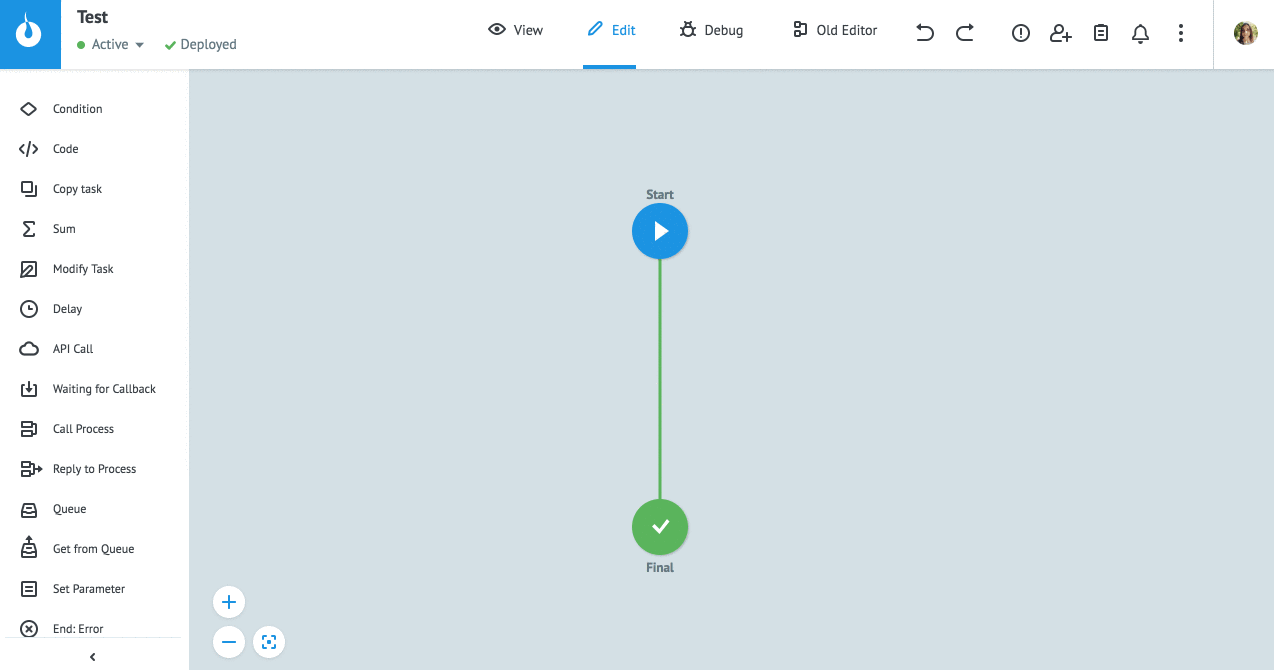 Test
Active
Deployed
View
Edit
Debug
Old Editor
Condition
Code
Copy task
Sum
Modify Task
Delay
API Call
Waiting for Callback
Call Process
Reply to Process
Queue
Get from Queue
Set Parameter
End: Error
Start
Final